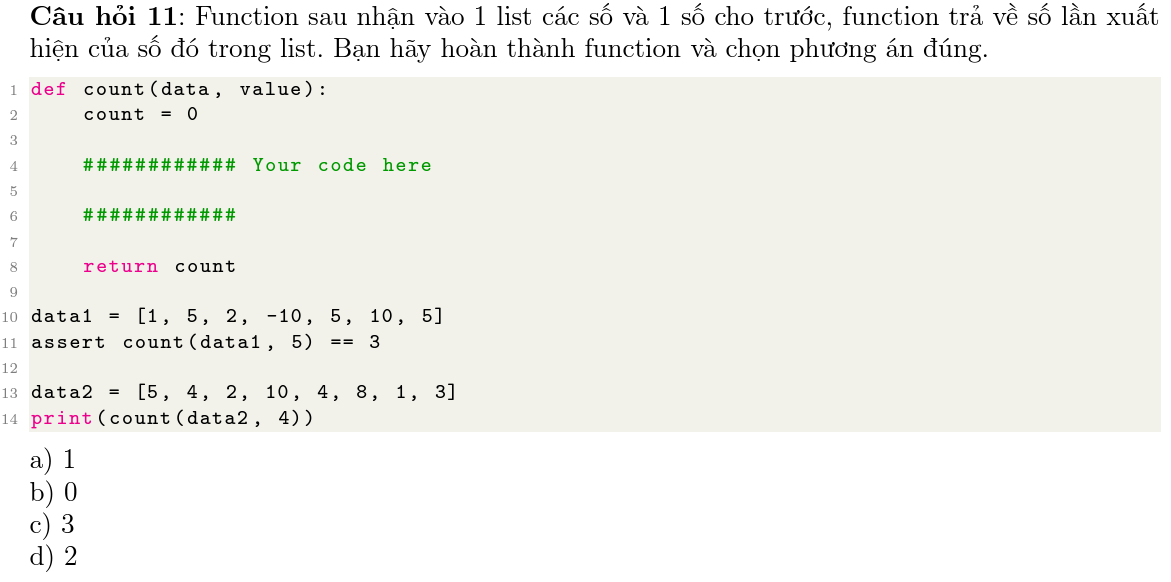 Câu hỏi 11: Function sau nhận vào 1 list các số và 1 số cho trước, function trả về số lần xuất
hiện của số đó trong list. Bạn hãy hoàn thành function và chọn phương án đúng.
1 def count(data, value):
2 count = 0
3
4 ############ Your code here
5
6 ############
7
8 return count
9
10 data1 = [1, 5, 2, -10, 5, 10, 5]
11 assert count(data1, 5) == 3
12
13 data2 = [5, 4, 2, 10, 4, 8, 1, 3]
14 print(count(data2, 4))
a) 1
b) 0
c) 3
d) 2